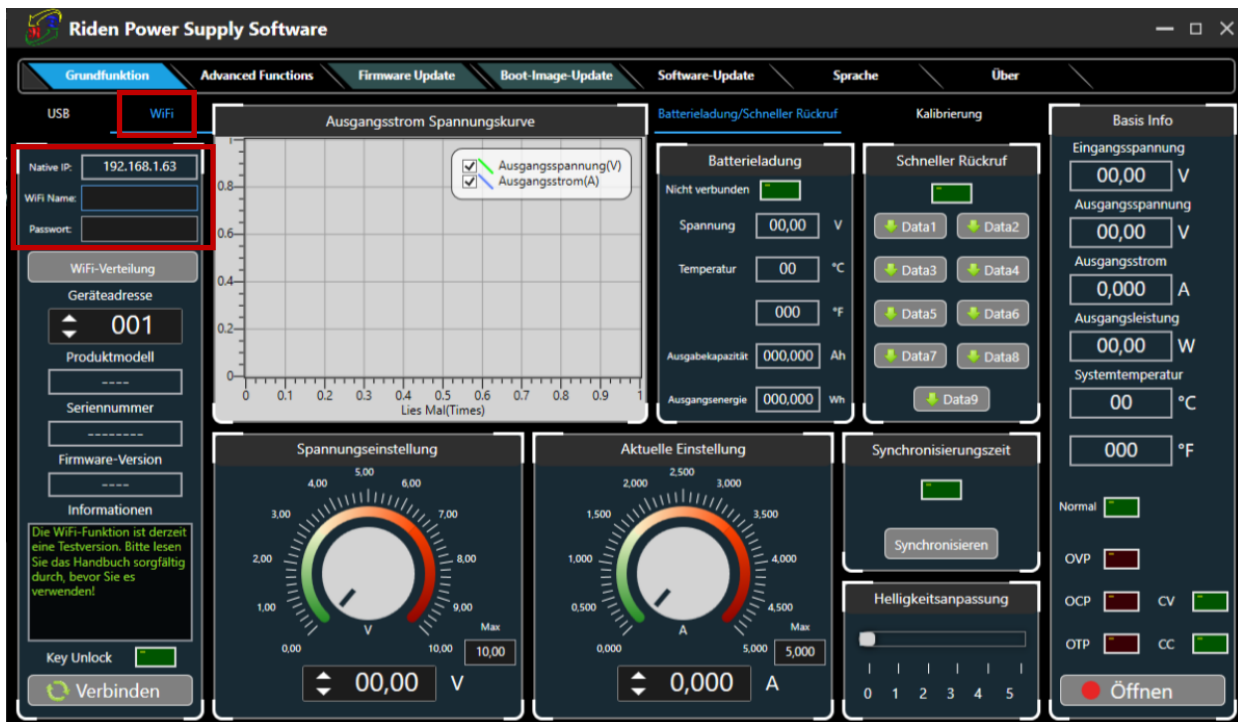 Riden Power Supply Software
Grundfunktion
Advanced Functions
Firmware Update
Boot-Image-Update
Software-Update
Sprache
Über
USB
WiFi
Native IP: 192.168.1.63
WiFi Name:
Passwort:
WiFi-Verteilung
Geräteadresse
001
Produktmodell
----
Seriennummer
--------
Firmware-Version
----
Informationen
Die WiFi-Funktion ist derzeit
eine Testversion. Bitte lesen
Sie das Handbuch sorgfältig
durch, bevor Sie es
verwenden!
Key Unlock
Verbinden
Ausgangsstrom Spannungskurve
Ausgangsspannung(V)
Ausgangsstrom(A)
1
0.8
0.6
0.4
0.2
0
0 0.1 0.2 0.3 0.4 0.5 0.6 0.7 0.8 0.9 1
Lies Mal(Times)
Batterieladung/Schneller Rückruf
Kalibrierung
Batterieladung
Nicht verbunden
Spannung 00,00 V
Temperatur 00 °C
000 °F
Ausgabekapazität 000,000 Ah
Ausgangsenergie 000,000 Wh
Schneller Rückruf
Data1 Data2
Data3 Data4
Data5 Data6
Data7 Data8
Data9
Spannungseinstellung
0,00
1,00
2,00
3,00
4,00
5,00
6,00
7,00
8,00
9,00
10,00
V
Max
10,00
00,00 V
Aktuelle Einstellung
0,000
0,500
1,000
1,500
2,000
2,500
3,000
3,500
4,000
4,500
5,000
A
Max
5,000
0,000 A
Synchronisierungszeit
Synchronisieren
Helligkeitsanpassung
0 1 2 3 4 5
Basis Info
Eingangsspannung
00,00 V
Ausgangsspannung
00,00 V
Ausgangsstrom
0,000 A
Ausgangsleistung
00,00 W
Systemtemperatur
00 °C
000 °F
Normal
OVP
OCP CV
OTP CC
Öffnen